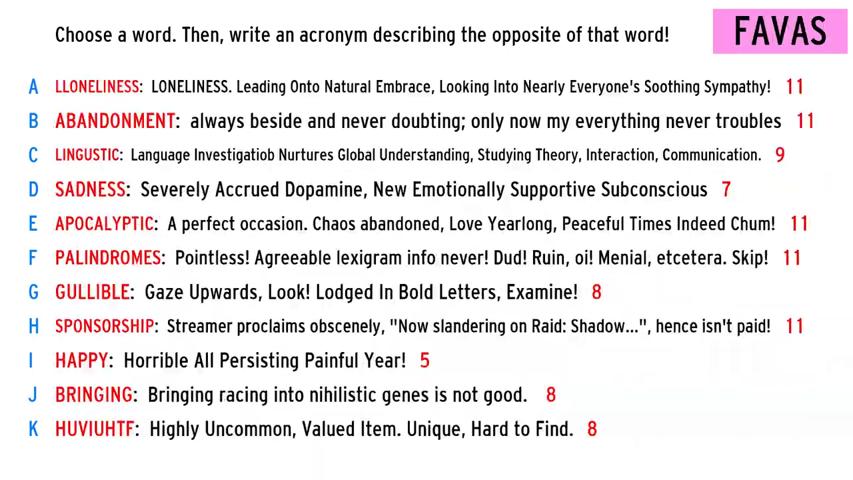 Choose a word. Then, write an acronym describing the opposite of that word!
FAVAS
A LLONELINESS: LONELINESS. Leading Onto Natural Embrace, Looking Into Nearly Everyone's Soothing Sympathy! 11
B ABANDONMENT: always beside and never doubting; only now my everything never troubles 11
C LINGUSTIC: Language Investigatiob Nurtures Global Understanding, Studying Theory, Interaction, Communication. 9
D SADNESS: Severely Accrued Dopamine, New Emotionally Supportive Subconscious 7
E APOCALYPTIC: A perfect occasion. Chaos abandoned, Love Yearlong, Peaceful Times Indeed Chum! 11
F PALINDROMES: Pointless! Agreeable lexigram info never! Dud! Ruin, oi! Menial, etcetera. Skip! 11
G GULLIBLE: Gaze Upwards, Look! Lodged In Bold Letters, Examine! 8
H SPONSORSHIP: Streamer proclaims obscenely, "Now slandering on Raid: Shadow...", hence isn't paid! 11
I HAPPY: Horrible All Persisting Painful Year! 5
J BRINGING: Bringing racing into nihilistic genes is not good. 8
K HUVIUHTF: Highly Uncommon, Valued Item. Unique, Hard to Find. 8